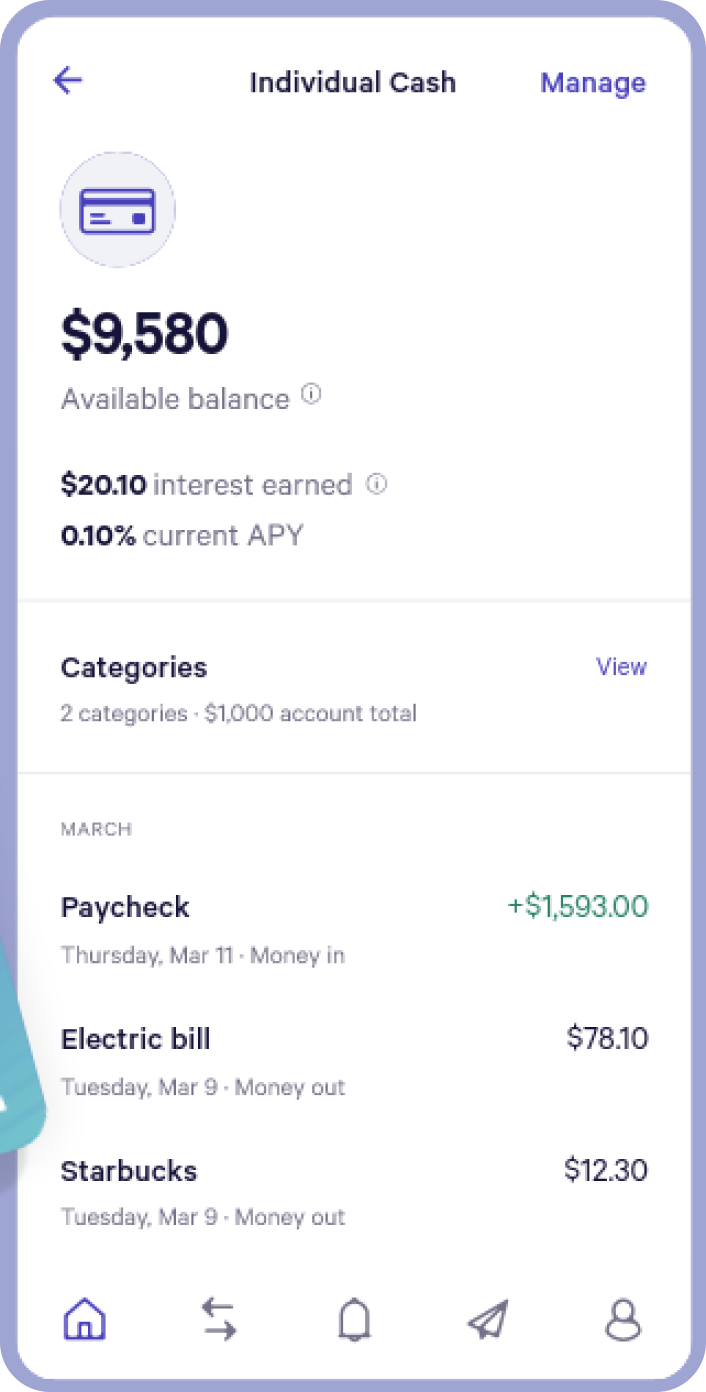 Individual Cash Manage
$9,580
Available balance
$20.10 interest earned
0.10% current APY
Categories View
2 categories · $1,000 account total
MARCH
Paycheck +$1,593.00
Thursday, Mar 11 · Money in
Electric bill $78.10
Tuesday, Mar 9 · Money out
Starbucks $12.30
Tuesday, Mar 9 · Money out